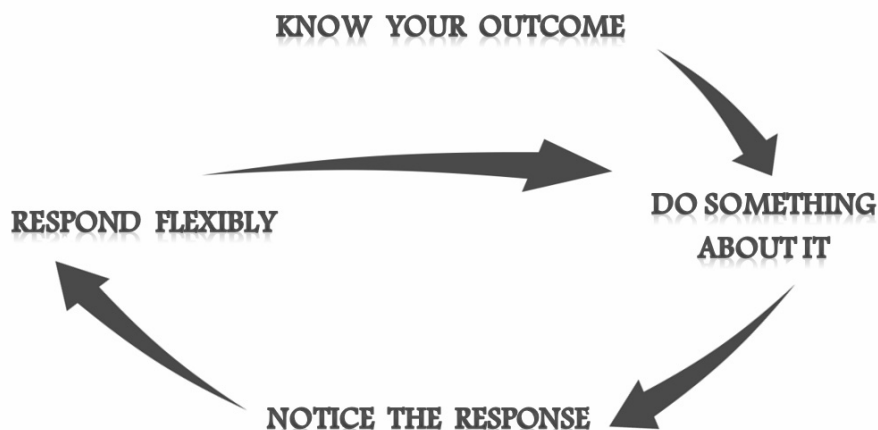 KNOW YOUR OUTCOME
DO SOMETHING
ABOUT IT
NOTICE THE RESPONSE
RESPOND FLEXIBLY